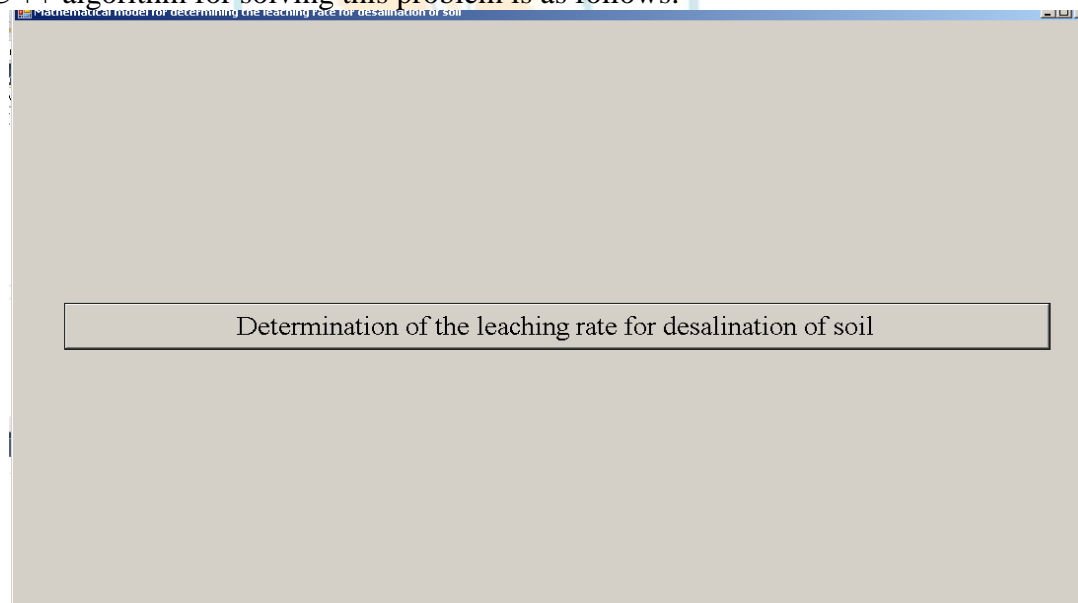 ++ algorithm for solving this problem is as follows:
Mathematical model for determining the leaching rate for desalination of soil
Determination of the leaching rate for desalination of soil